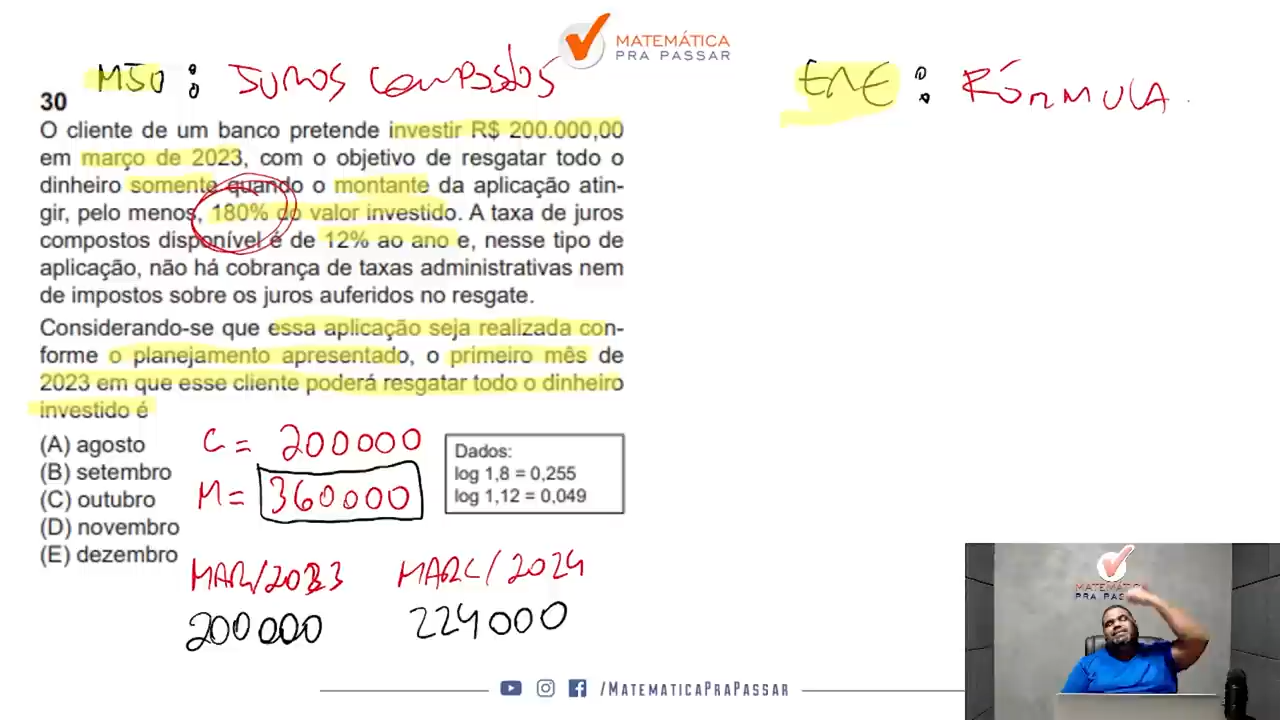 MATEMÁTICA
PRA PASSAR
MJO : JUROS COMPOSTOS
ENE : FÓRMULA.
30
O cliente de um banco pretende investir R$ 200.000,00
em março de 2023, com o objetivo de resgatar todo o
dinheiro somente quando o montante da aplicação atin-
gir, pelo menos, 180% do valor investido. A taxa de juros
compostos disponível é de 12% ao ano e, nesse tipo de
aplicação, não há cobrança de taxas administrativas nem
de impostos sobre os juros auferidos no resgate.
Considerando-se que essa aplicação seja realizada con-
forme o planejamento apresentado, o primeiro mês de
2023 em que esse cliente poderá resgatar todo o dinheiro
investido é
(A) agosto
(B) setembro
(C) outubro
(D) novembro
(E) dezembro
C = 200000
M = 360000
Dados:
log 1,8 = 0,255
log 1,12 = 0,049
MAR/2023 MARC/2024
200000 224000
MATEMÁTICA
PRA PAS
/MATEMATICAPRAPASSAR